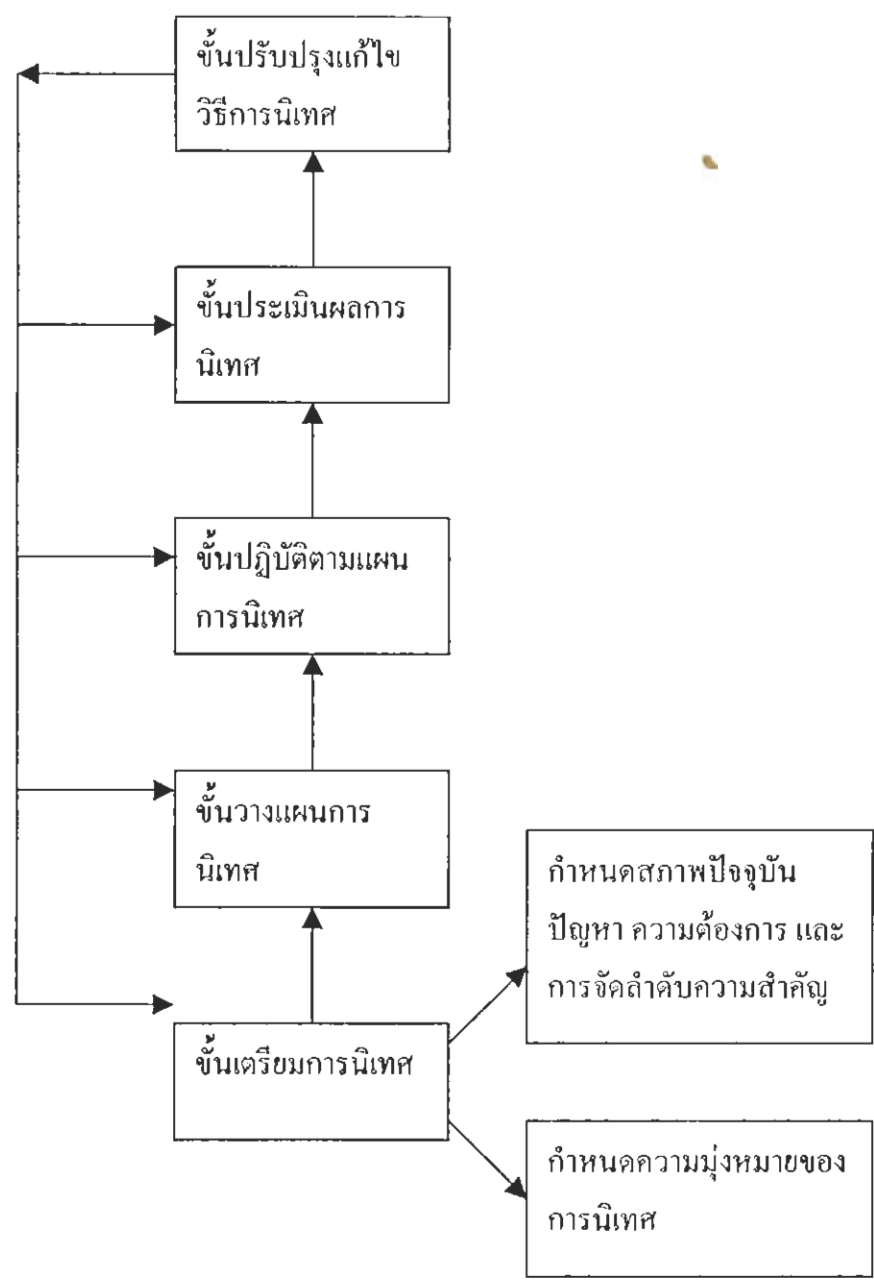 ขั้นปรับปรุงแก้ไข
วิธีการนิเทศ
ขั้นประเมินผลการ
นิเทศ
ขั้นปฏิบัติตามแผน
การนิเทศ
ขั้นวางแผนการ
นิเทศ
กำหนดสภาพปัจจุบัน
ปัญหา ความต้องการ และ
การจัดลำดับความสำคัญ
ขั้นเตรียมการนิเทศ
กำหนดความมุ่งหมายของ
การนิเทศ